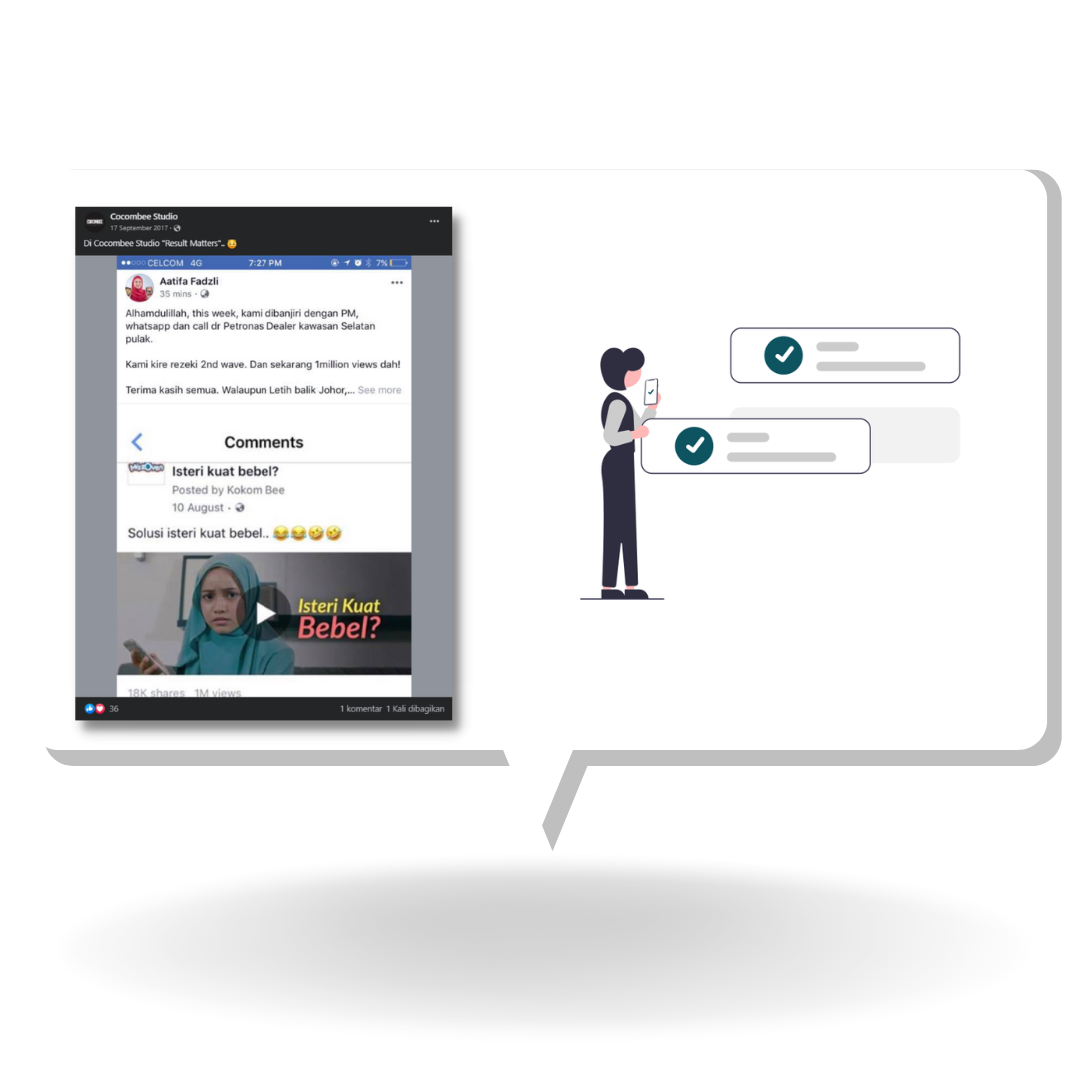 Cocombee Studio
17 September 2017 ·
Di Cocombee Studio "Result Matters".. 😊
CELCOM 4G 7:27 PM 7%
Aatifa Fadzli
35 mins ·
Alhamdulillah, this week, kami dibanjiri dengan PM,
whatsapp dan call dr Petronas Dealer kawasan Selatan
pulak.
Kami kire rezeki 2nd wave. Dan sekarang 1million views dah!
Terima kasih semua. Walaupun Letih balik Johor,... See more
Comments
Isteri kuat bebel?
Posted by Kokom Bee
10 August ·
Solusi isteri kuat bebel.. 😂😂🤣🤣
Isteri Kuat
Bebel?
18K shares 1M views
36
1 komentar 1 Kali dibagikan